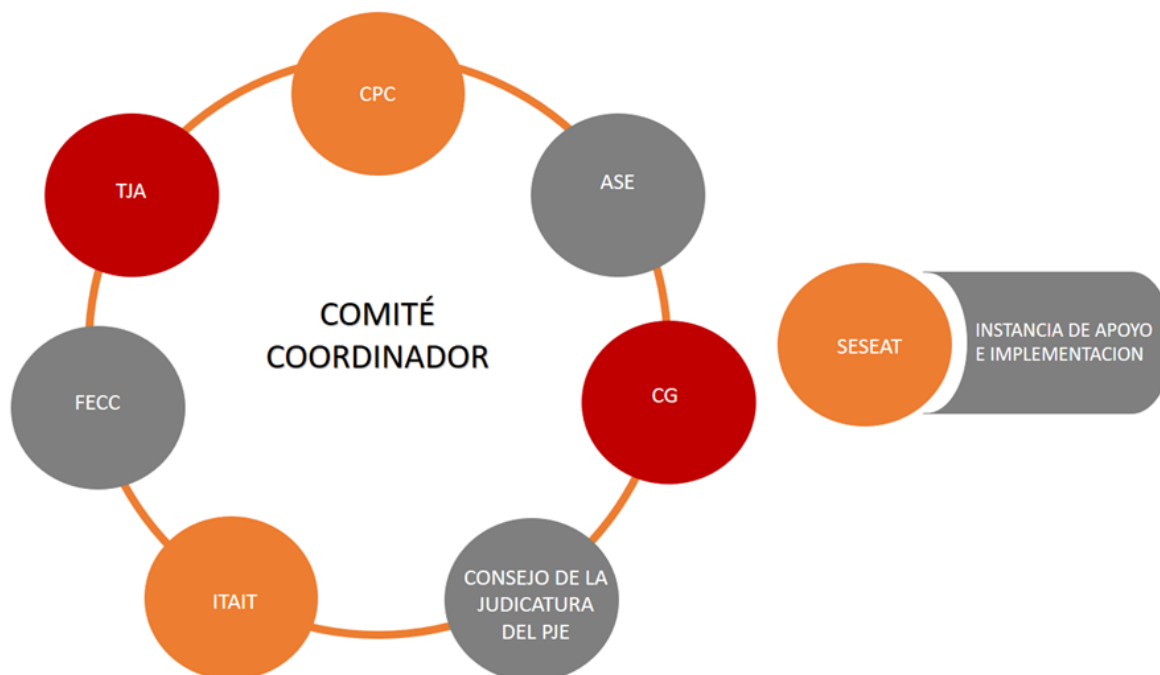 CPC
TJA
ASE
COMITÉ
COORDINADOR
SESEAT
INSTANCIA DE APOYO
E IMPLEMENTACION
FECC
CG
ITAIT
CONSEJO DE LA
JUDICATURA
DEL PJE